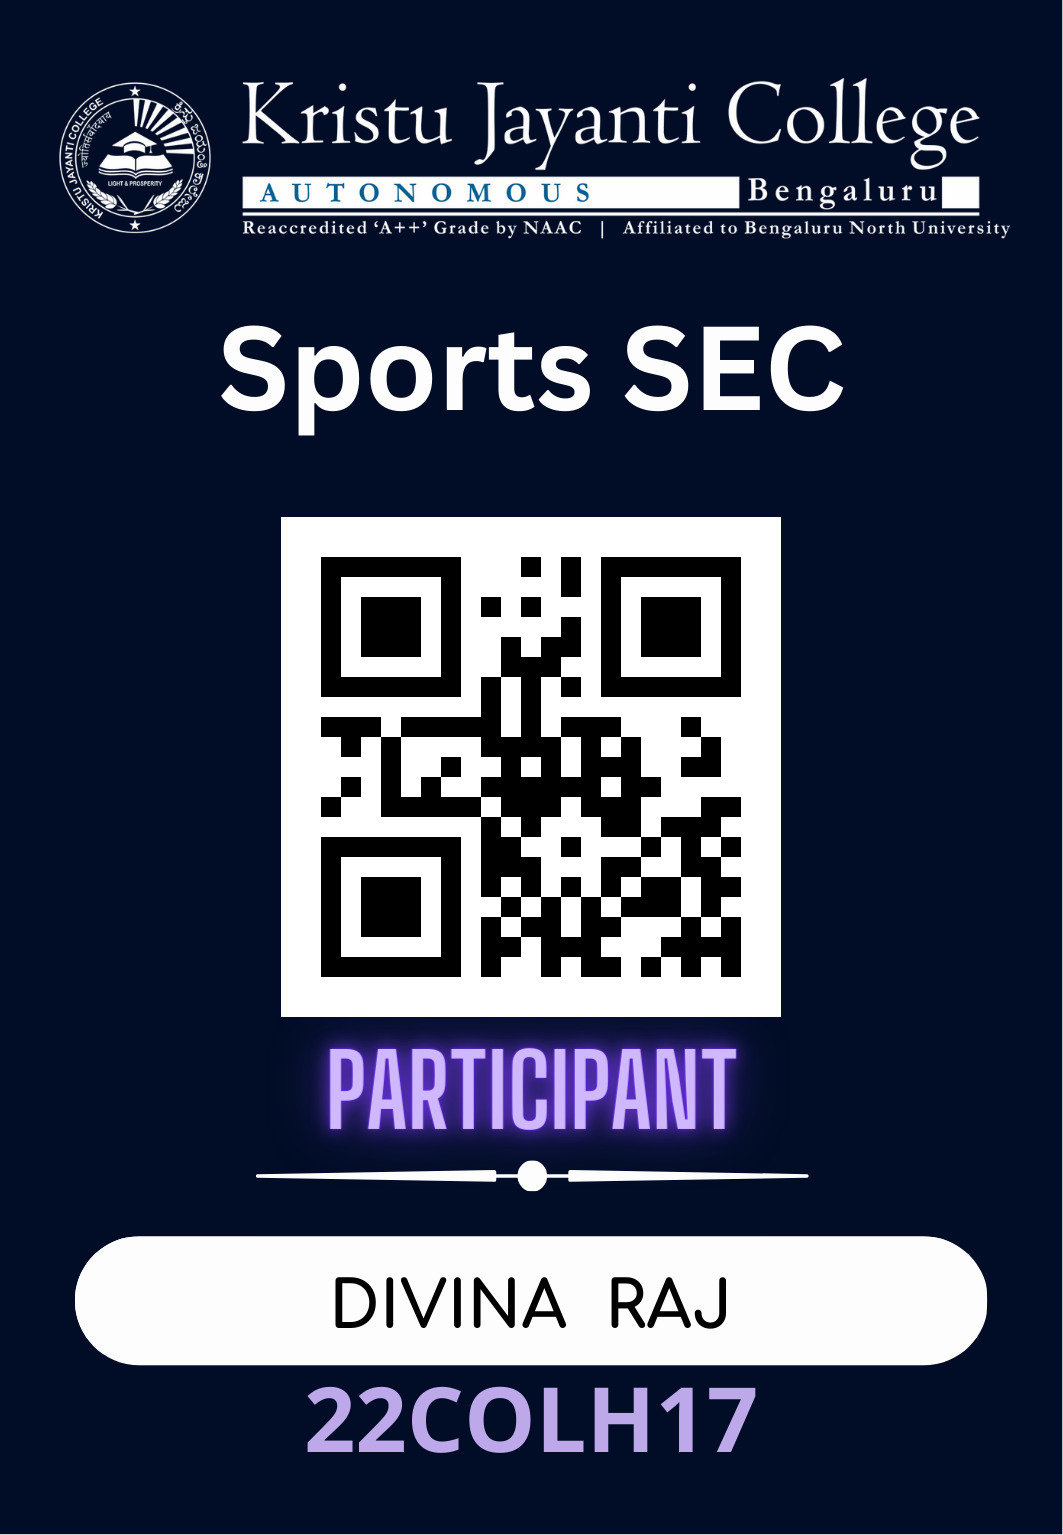 KRISTU JAYANTI COLLEGE
LIGHT & PROSPERITY
Kristu Jayanti College
AUTONOMOUS Bengaluru
Reaccredited ‘A++’ Grade by NAAC | Affiliated to Bengaluru North University
Sports SEC
PARTICIPANT
DIVINA RAJ
22COLH17